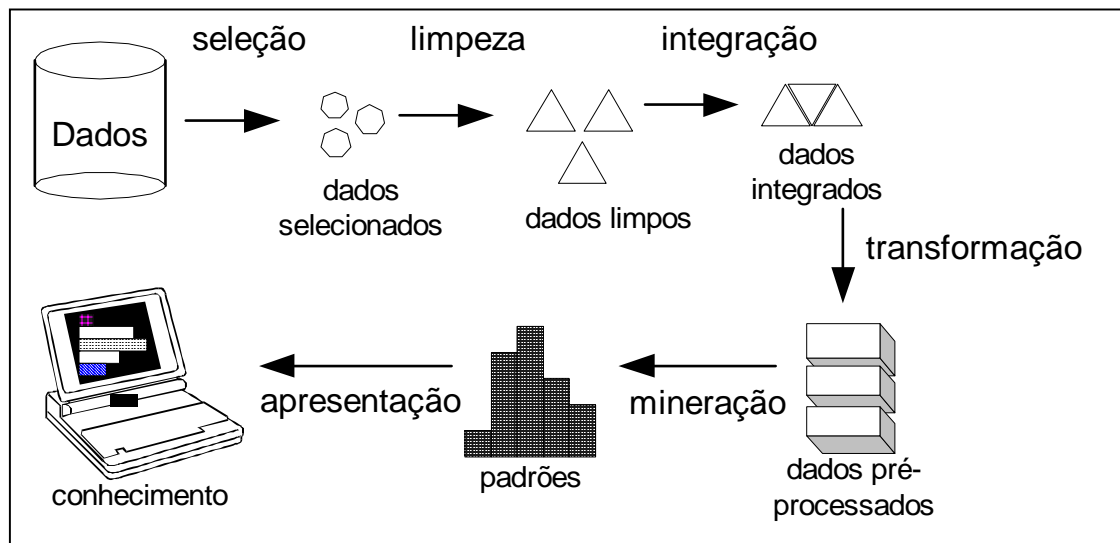 seleção
limpeza
integração
Dados
dados
selecionados
dados limpos
dados
integrados
transformação
conhecimento
apresentação
padrões
mineração
dados pré-
processados